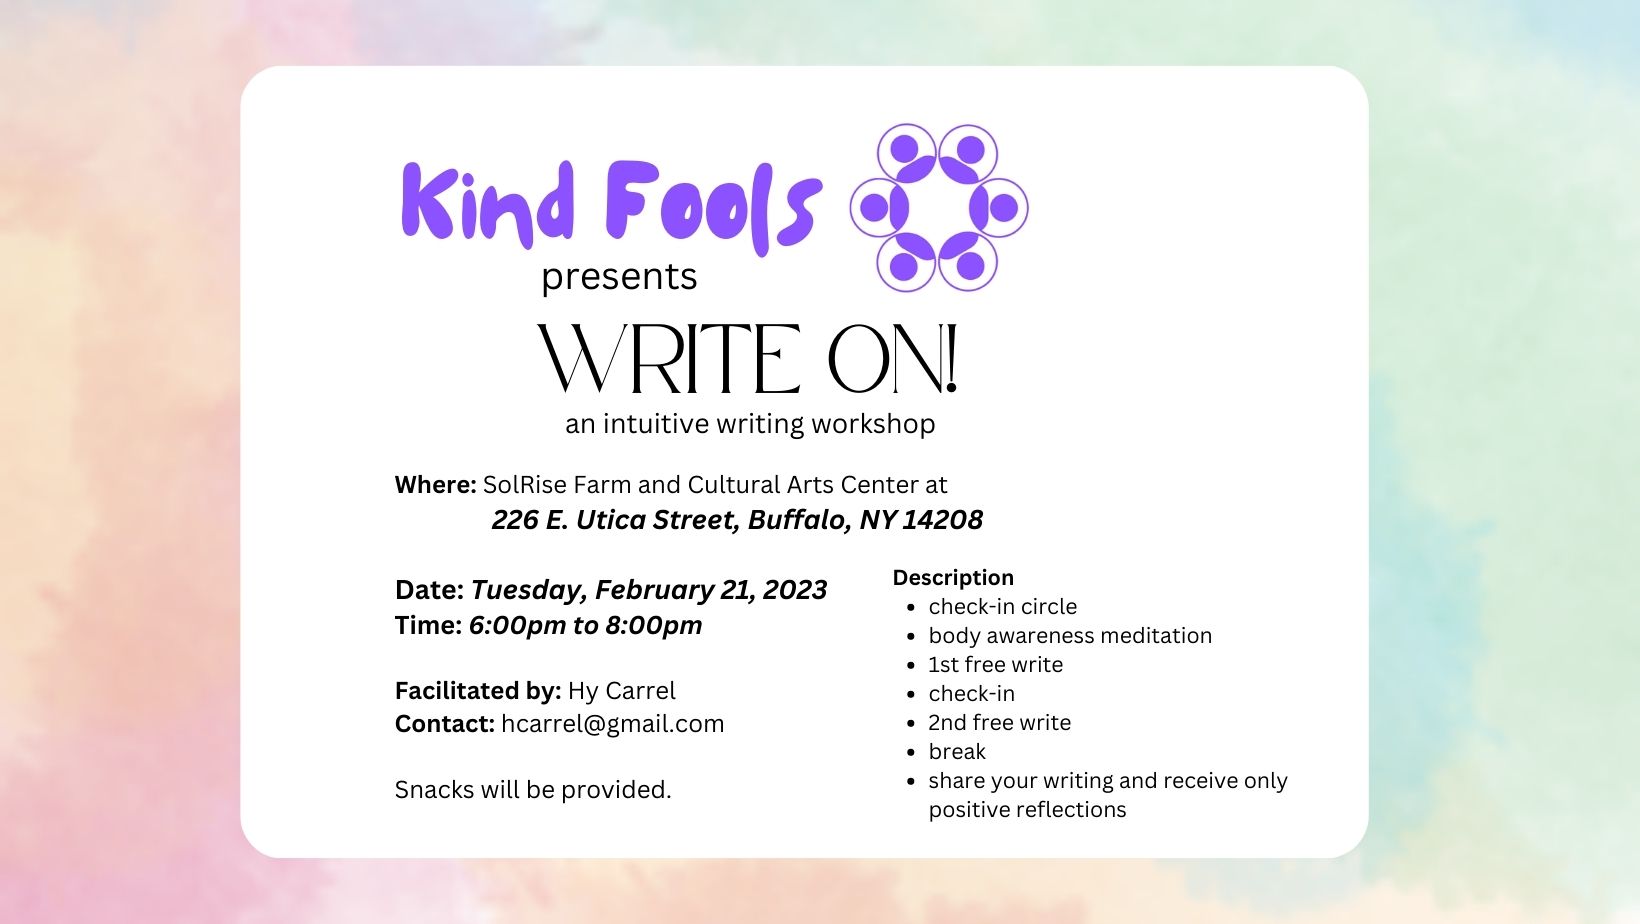 Kind Fools
presents
WRITE ON!
an intuitive writing workshop
Where: SolRise Farm and Cultural Arts Center at
226 E. Utica Street, Buffalo, NY 14208
Date: Tuesday, February 21, 2023
Time: 6:00pm to 8:00pm
Facilitated by: Hy Carrel
Contact: hcarrel@gmail.com
Snacks will be provided.
Description
• check-in circle
• body awareness meditation
• 1st free write
• check-in
• 2nd free write
• break
• share your writing and receive only
positive reflections